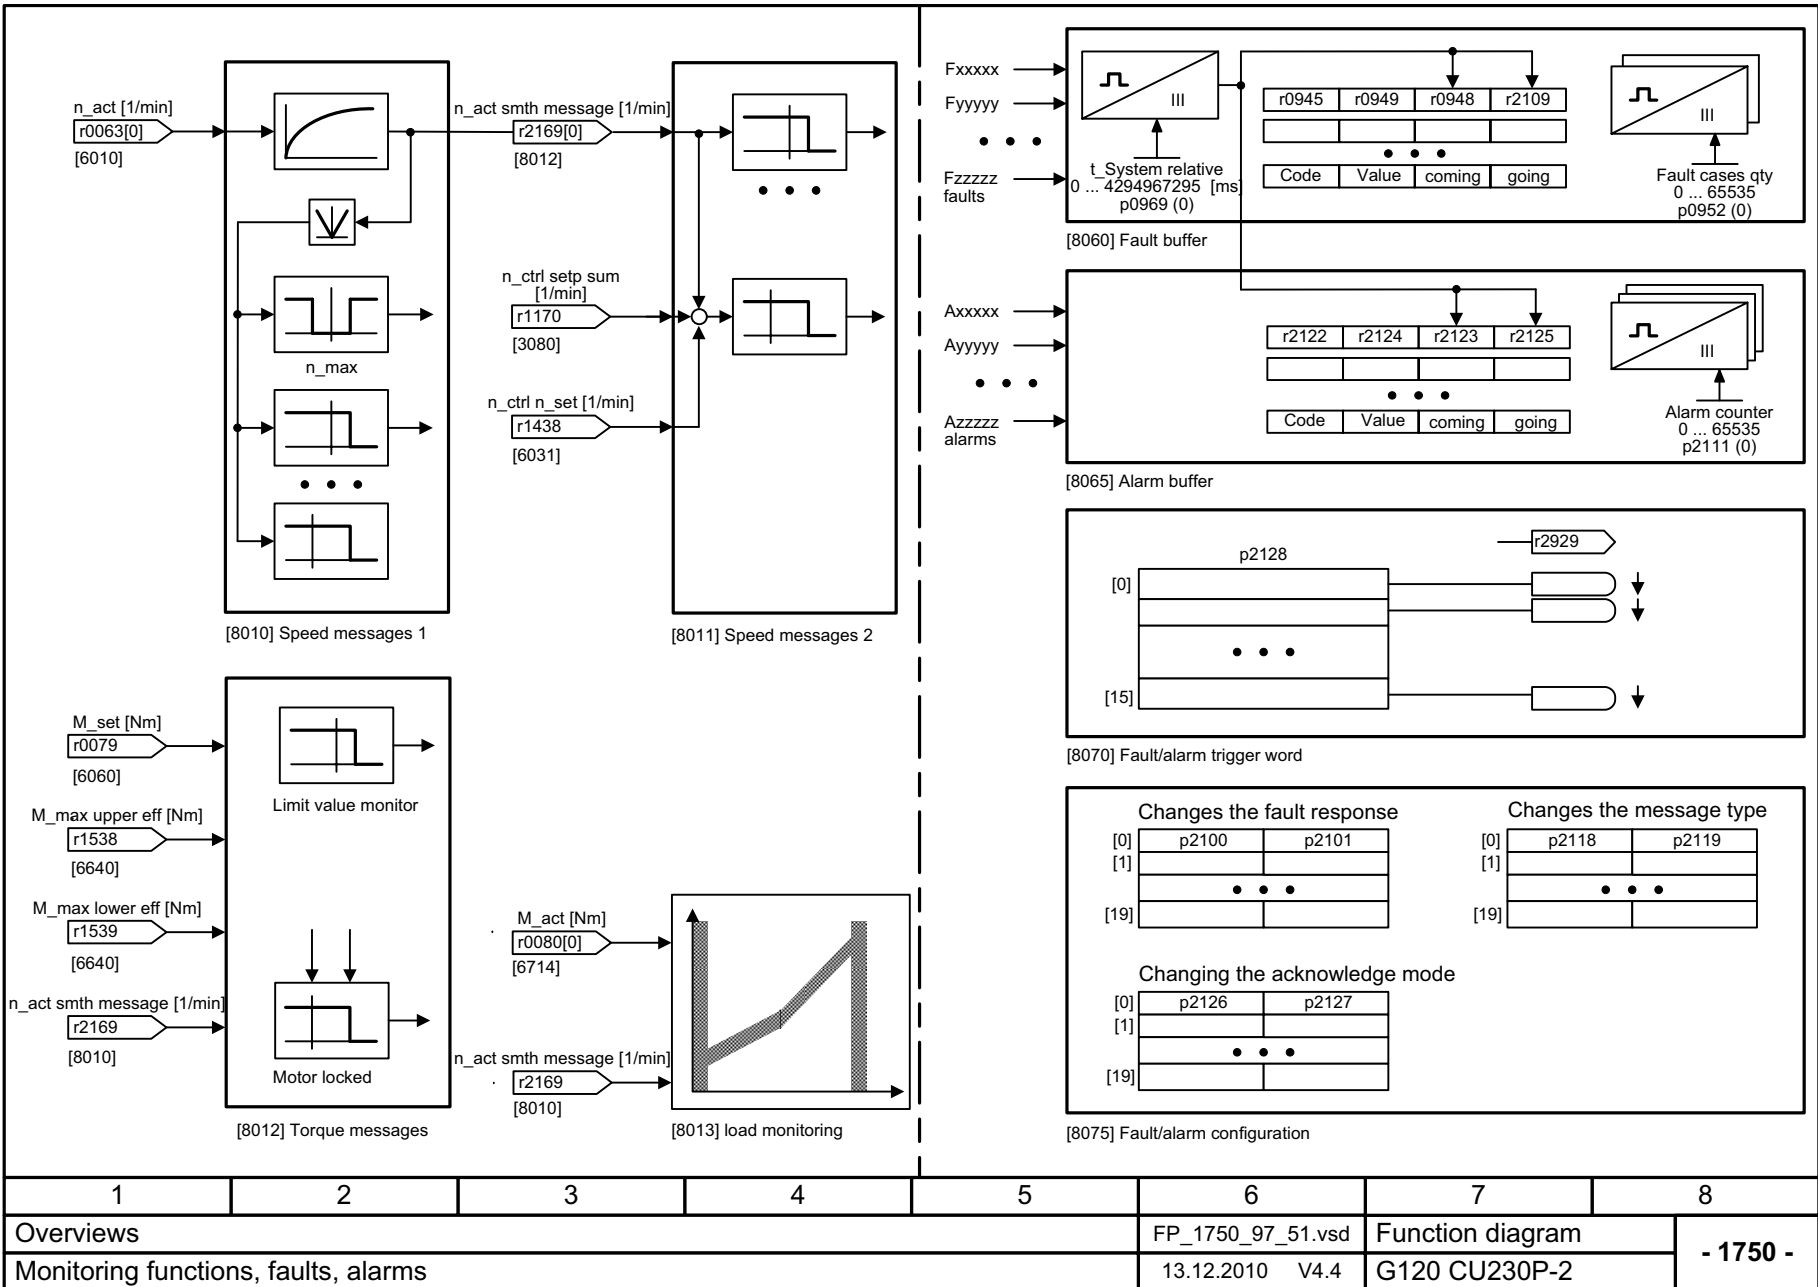 n_act [1/min]
r0063[0]
[6010]
n_max
[8010] Speed messages 1
n_act smth message [1/min]
r2169[0]
[8012]
n_ctrl setp sum
[1/min]
r1170
[3080]
n_ctrl n_set [1/min]
r1438
[6031]
[8011] Speed messages 2
M_set [Nm]
r0079
[6060]
M_max upper eff [Nm]
r1538
[6640]
M_max lower eff [Nm]
r1539
[6640]
n_act smth message [1/min]
r2169
[8010]
Limit value monitor
Motor locked
[8012] Torque messages
M_act [Nm]
r0080[0]
[6714]
n_act smth message [1/min]
r2169
[8010]
[8013] load monitoring
Fxxxxx
Fyyyyy
Fzzzzz
faults
III
t_System relative
0 ... 4294967295 [ms]
p0969 (0)
r0945 r0949 r0948 r2109
Code Value coming going
III
Fault cases qty
0 ... 65535
p0952 (0)
[8060] Fault buffer
Axxxxx
Ayyyyy
Azzzzz
alarms
r2122 r2124 r2123 r2125
Code Value coming going
III
Alarm counter
0 ... 65535
p2111 (0)
[8065] Alarm buffer
p2128
r2929
[0]
[15]
[8070] Fault/alarm trigger word
Changes the fault response
[0] p2100 p2101
[1]
[19]
Changes the message type
[0] p2118 p2119
[1]
[19]
Changing the acknowledge mode
[0] p2126 p2127
[1]
[19]
[8075] Fault/alarm configuration
1 2 3 4 5 6 7 8
Overviews
FP_1750_97_51.vsd
Function diagram
- 1750 -
Monitoring functions, faults, alarms
13.12.2010 V4.4
G120 CU230P-2